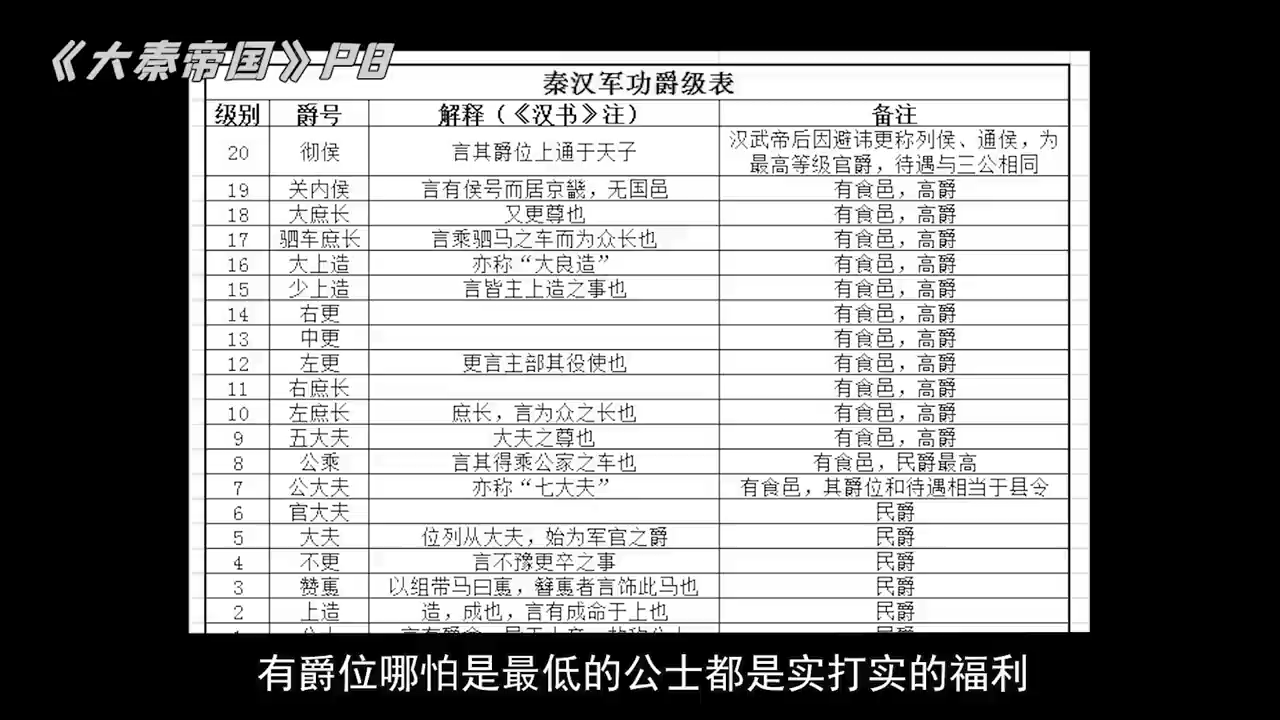 《大秦帝国》P8
秦汉军功爵级表
级别 爵号 解释（《汉书》注） 备注
20 彻侯 言其爵位上通于天子 汉武帝后因避讳更称列侯、通侯，为
最高等级官爵，待遇与三公相同
19 关内侯 言有侯号而居京畿，无国邑 有食邑，高爵
18 大庶长 又更尊也 有食邑，高爵
17 驷车庶长 言乘驷马之车而为众长也 有食邑，高爵
16 大上造 亦称“大良造” 有食邑，高爵
15 少上造 言皆主上造之事也 有食邑，高爵
14 右更 有食邑，高爵
13 中更 有食邑，高爵
12 左更 更言主部其役使也 有食邑，高爵
11 右庶长 有食邑，高爵
10 左庶长 庶长，言为众之长也 有食邑，高爵
9 五大夫 大夫之尊也 有食邑，高爵
8 公乘 言其得乘公家之车也 有食邑，民爵最高
7 公大夫 亦称“七大夫” 有食邑，其爵位和待遇相当于县令
6 官大夫 民爵
5 大夫 位列从大夫，始为军官之爵 民爵
4 不更 言不豫更卒之事 民爵
3 赞 以组带马曰 者言饰此马也 民爵
2 上造 造，成也，言有成命于上也 民爵
有爵位哪怕是最低的公士都是实打实的福利